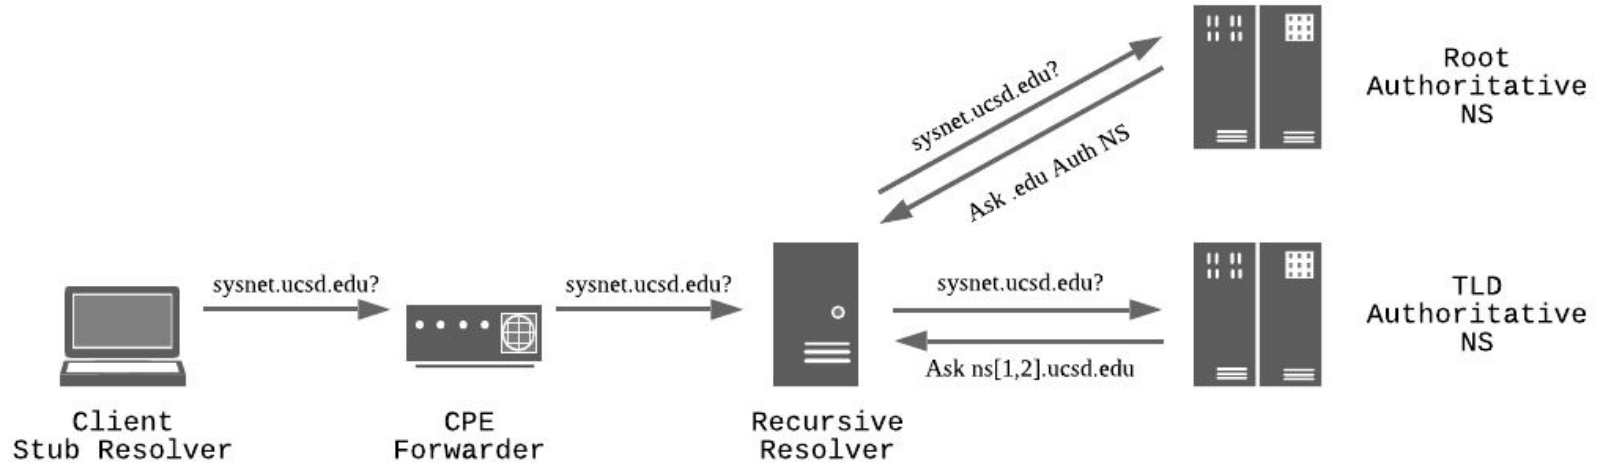 sysnet.ucsd.edu?
Ask .edu Auth NS
Root
Authoritative
NS
sysnet.ucsd.edu?
sysnet.ucsd.edu?
sysnet.ucsd.edu?
Ask ns[1,2].ucsd.edu
TLD
Authoritative
NS
Client
Stub Resolver
CPE
Forwarder
Recursive
Resolver